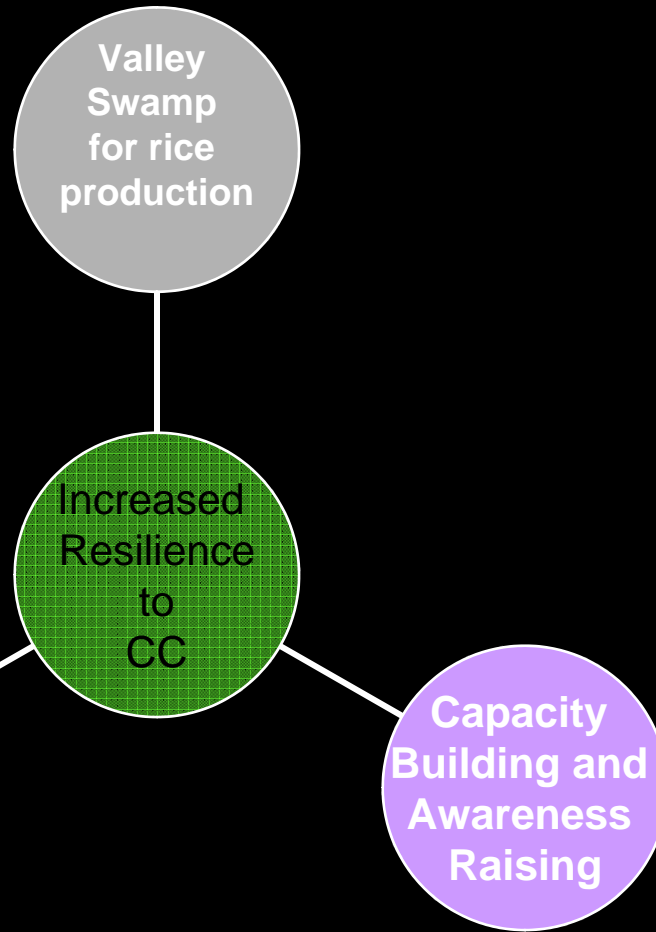 Valley
Swamp
for rice
production
Increased
Resilience
to
CC
Capacity
Building and
Awareness
Raising